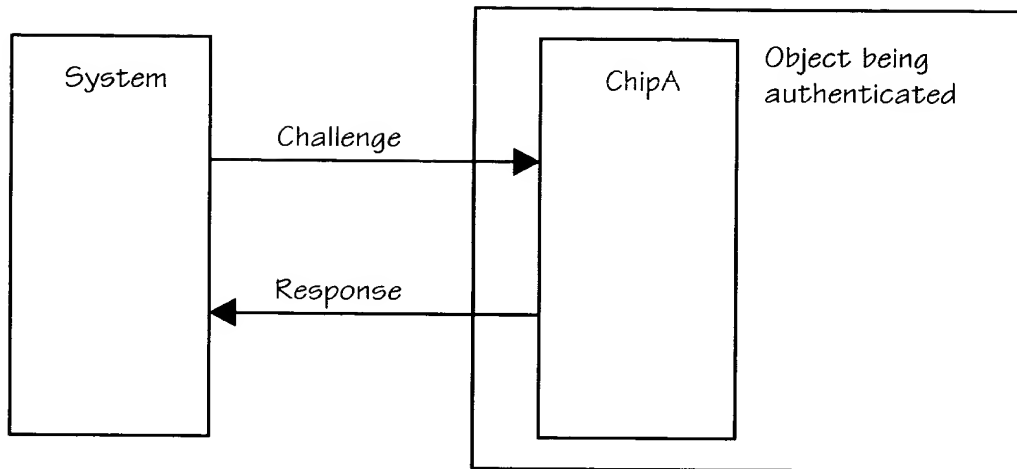 System
ChipA
Object being
authenticated
Challenge
Response